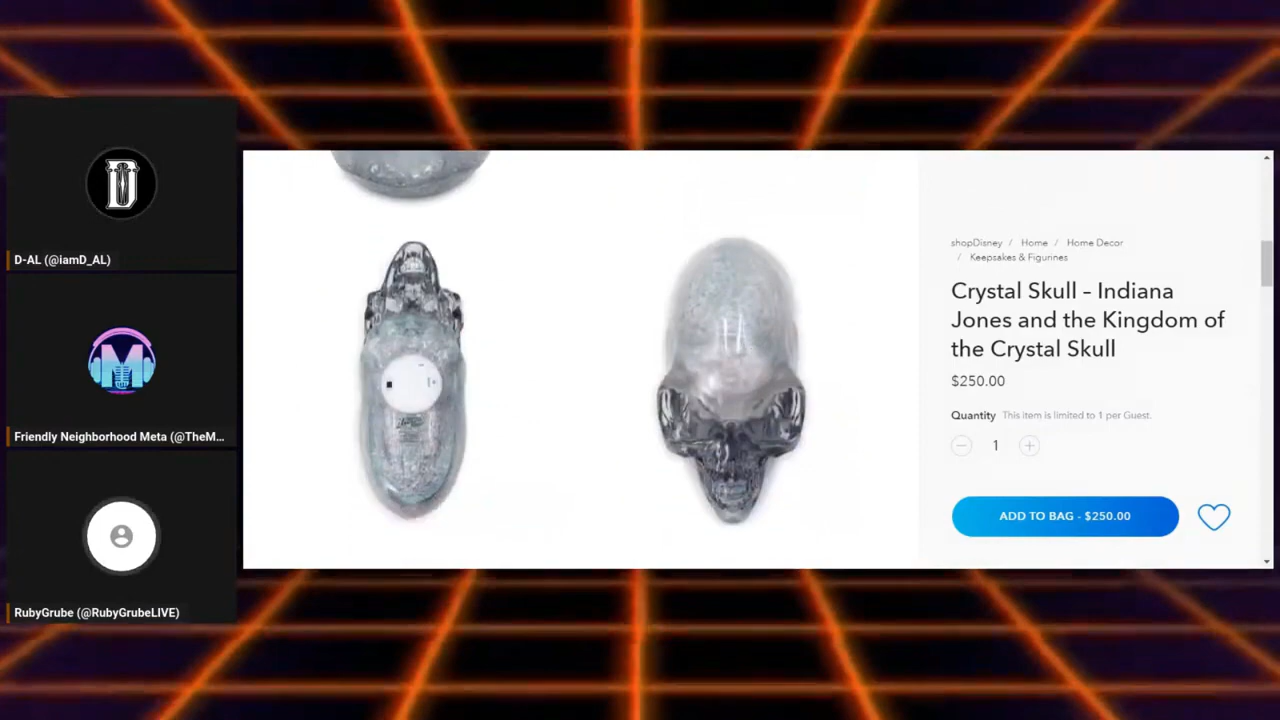 D
D-AL (@iamD_AL)
M
Friendly Neighborhood Meta (@TheM...
RubyGrube (@RubyGrubeLIVE)
shopDisney / Home / Home Decor
/ Keepsakes & Figurines
Crystal Skull – Indiana
Jones and the Kingdom of
the Crystal Skull
$250.00
Quantity This item is limited to 1 per Guest.
1
ADD TO BAG - $250.00